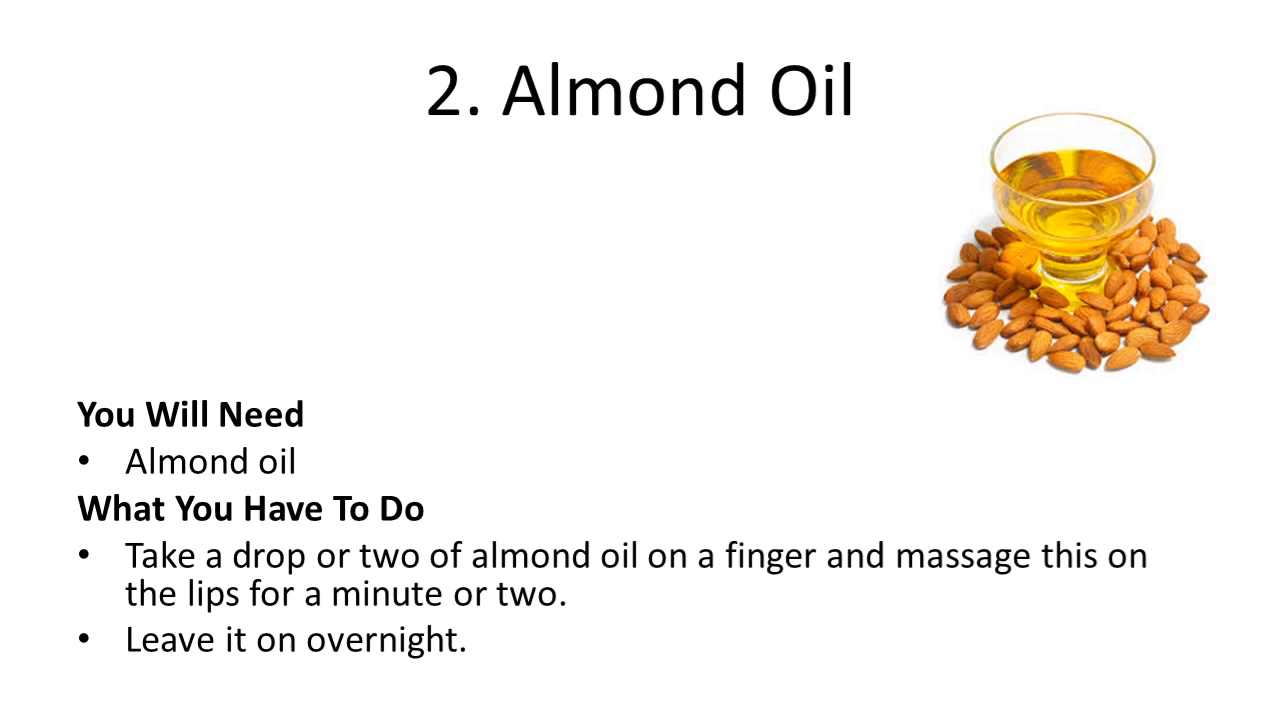 2. Almond Oil
You Will Need
• Almond oil
What You Have To Do
• Take a drop or two of almond oil on a finger and massage this on
the lips for a minute or two.
• Leave it on overnight.